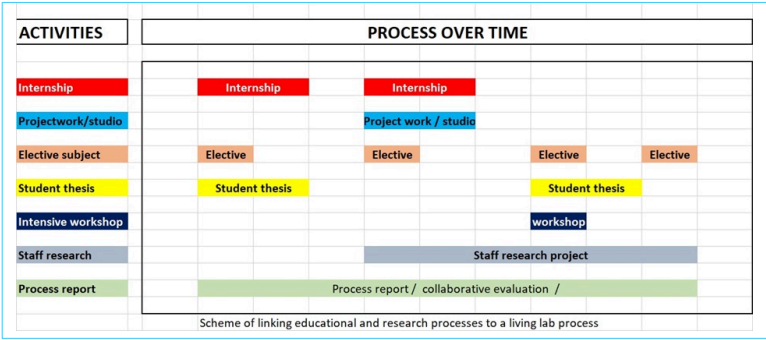 ACTIVITIES PROCESS OVER TIME
Internship Internship Internship
Projectwork/studio Project work / studio
Elective subject Elective Elective Elective Elective
Student thesis Student thesis Student thesis
Intensive workshop workshop
Staff research Staff research project
Process report Process report / collaborative evaluation /
Scheme of linking educational and research processes to a living lab process